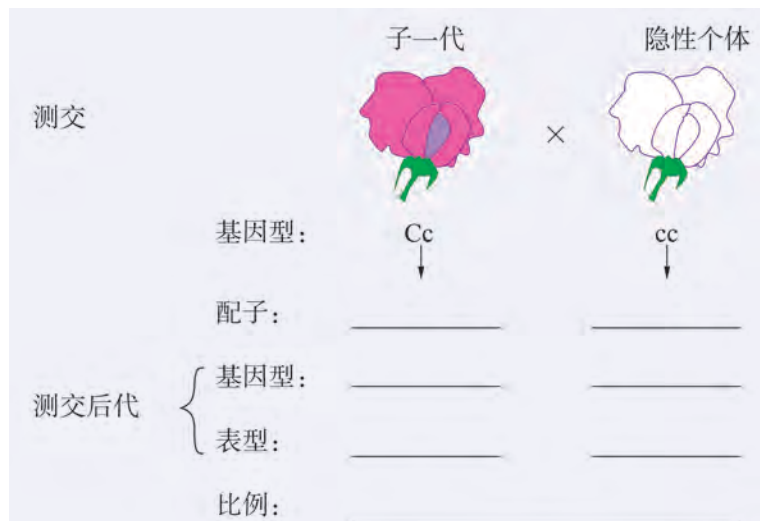 子一代 隐性个体
测交 ×
基因型： Cc cc
配子：
基因型：
测交后代
表型：
比例：